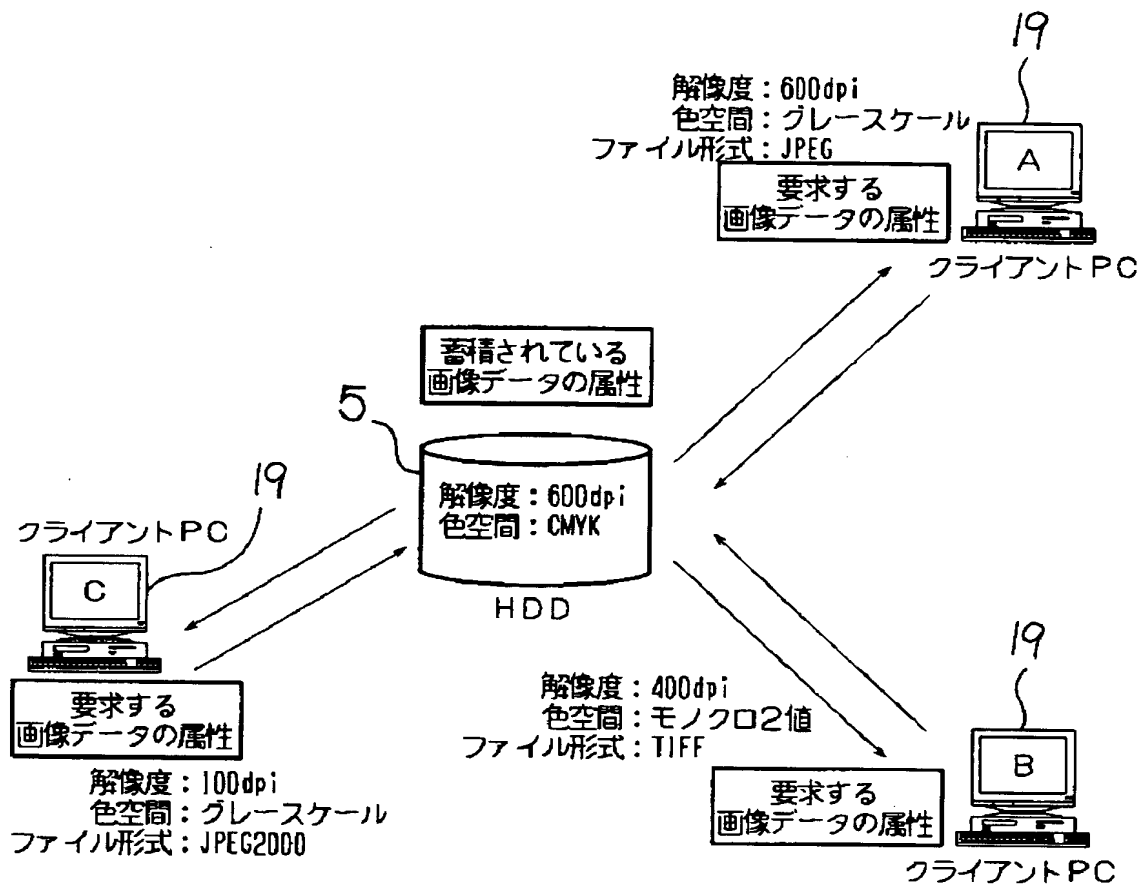 19
解像度：600dpi
色空間：グレースケール
ファイル形式：JPEG
A
要求する
画像データの属性
クライアントPC
蓄積されている
画像データの属性
5
解像度：600dpi
色空間：CMYK
HDD
19
クライアントPC
C
要求する
画像データの属性
解像度：100dpi
色空間：グレースケール
ファイル形式：JPEG2000
19
解像度：400dpi
色空間：モノクロ2値
ファイル形式：TIFF
B
要求する
画像データの属性
クライアントPC